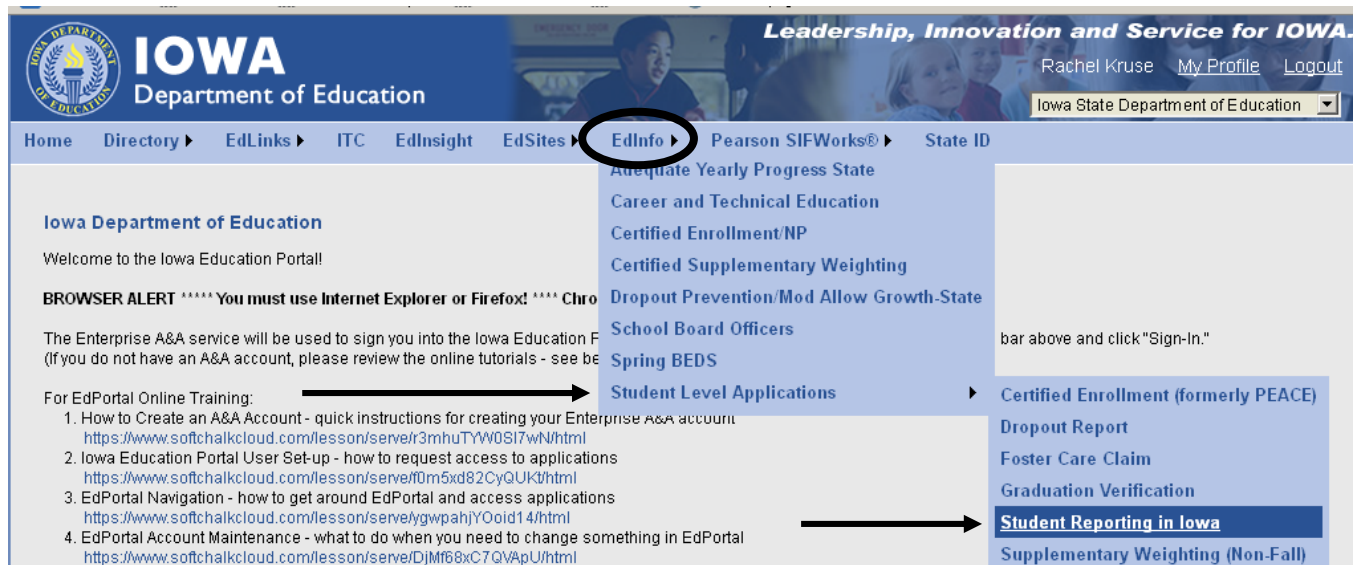 Leadership, Innovation and Service for IOWA.
IOWA
Department of Education
DEPARTMENT OF EDUCATION
IOWA
EMERGENCY DOOR
Rachel Kruse My Profile Logout
Iowa State Department of Education
Home Directory EdLinks ITC EdInsight EdSites EdInfo Pearson SIFWorks® State ID
Adequate Yearly Progress State
Career and Technical Education
Certified Enrollment/NP
Certified Supplementary Weighting
Dropout Prevention/Mod Allow Growth-State
School Board Officers
Spring BEDS
Student Level Applications
Certified Enrollment (formerly PEACE)
Dropout Report
Foster Care Claim
Graduation Verification
Student Reporting in Iowa
Supplementary Weighting (Non-Fall)
Iowa Department of Education
Welcome to the Iowa Education Portal!
BROWSER ALERT ***** You must use Internet Explorer or Firefox! **** Chro
The Enterprise A&A service will be used to sign you into the Iowa Education P bar above and click "Sign-In."
(If you do not have an A&A account, please review the online tutorials - see be
For EdPortal Online Training:
1. How to Create an A&A Account - quick instructions for creating your Enterprise A&A account
https://www.softchalkcloud.com/lesson/serve/r3mhuTYW0SI7wN/html
2. Iowa Education Portal User Set-up - how to request access to applications
https://www.softchalkcloud.com/lesson/serve/f0m5xd82CyQUKt/html
3. EdPortal Navigation - how to get around EdPortal and access applications
https://www.softchalkcloud.com/lesson/serve/ygwpahjYOoid14/html
4. EdPortal Account Maintenance - what to do when you need to change something in EdPortal
https://www.softchalkcloud.com/lesson/serve/DjMf68xC7QVApU/html